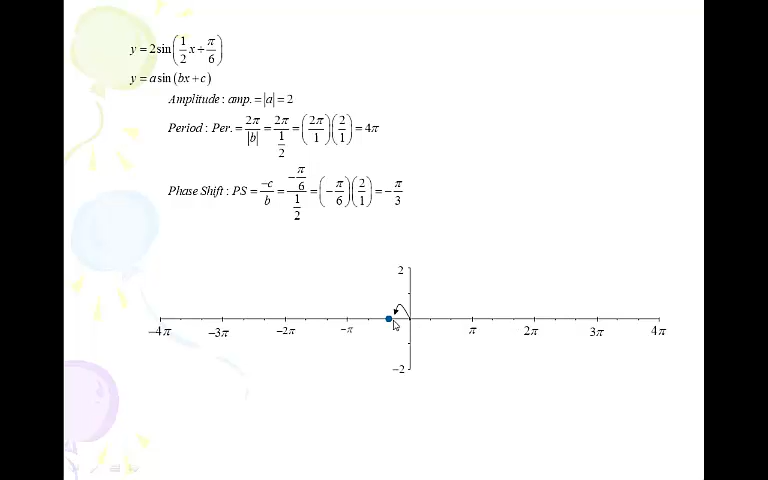 y = 2sin(1/2 x + π/6)
y = a sin(bx + c)
Amplitude : amp. = |a| = 2
Period : Per. = 2π/|b| = 2π/(1/2) = (2π/1)(2/1) = 4π
Phase Shift : PS = −c/b = (−π/6)/(1/2) = (−π/6)(2/1) = −π/3
2
−4π −3π −2π −π π 2π 3π 4π
−2